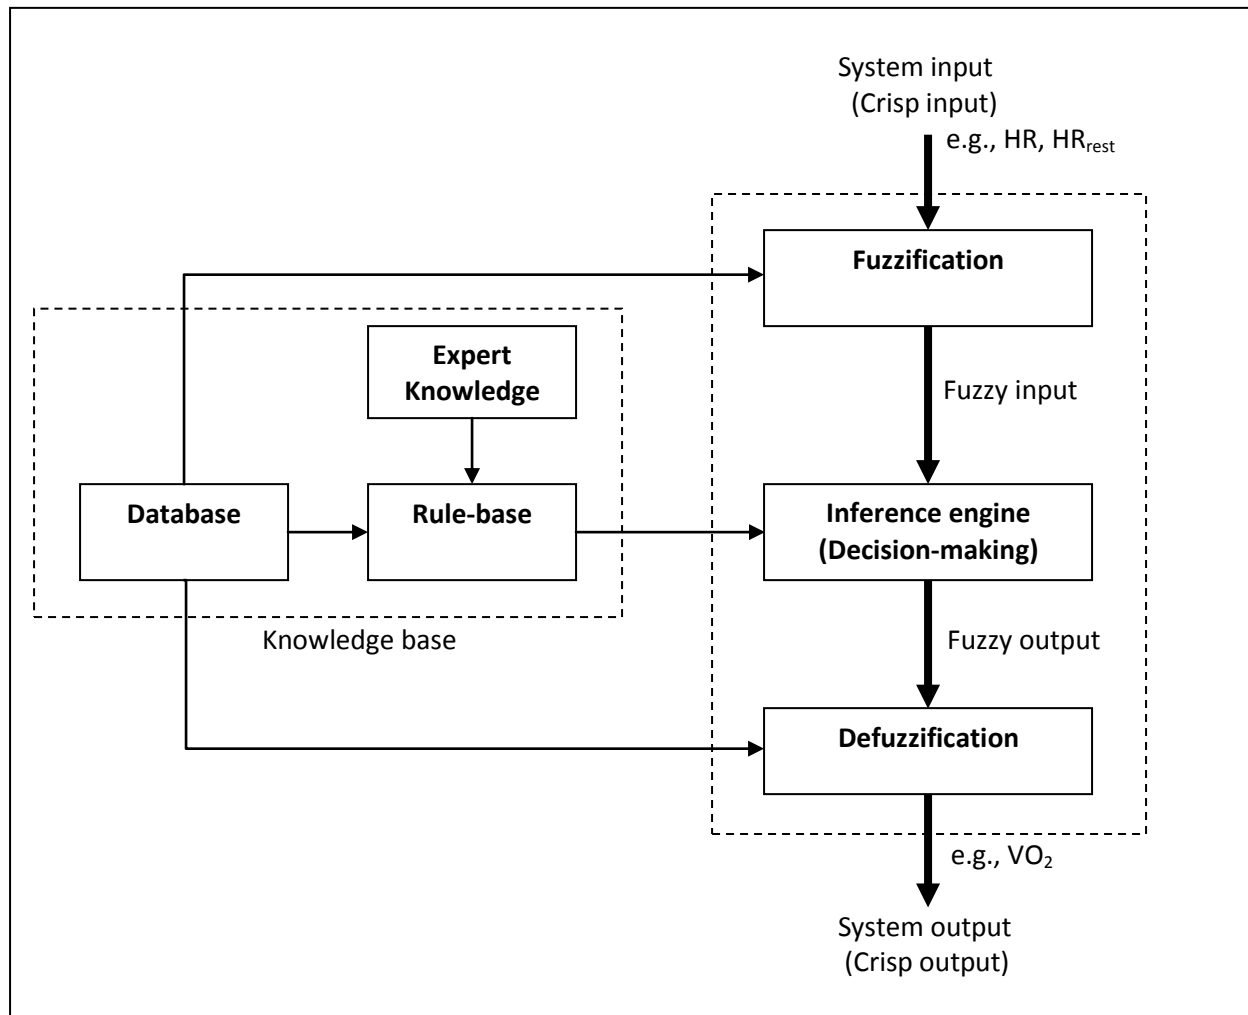 System input
(Crisp input)
e.g., HR, HRrest
Fuzzification
Expert
Knowledge
Fuzzy input
Database
Rule-base
Inference engine
(Decision-making)
Knowledge base
Fuzzy output
Defuzzification
e.g., VO₂
System output
(Crisp output)